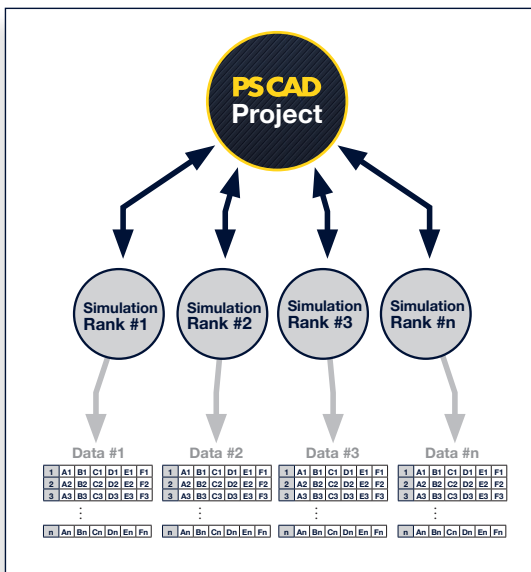 PSCAD
Project
Simulation Simulation Simulation Simulation
Rank #1 Rank #2 Rank #3 Rank #n
Data #1 Data #2 Data #3 Data #n
1 A1 B1 C1 D1 E1 F1 1 A1 B1 C1 D1 E1 F1 1 A1 B1 C1 D1 E1 F1 1 A1 B1 C1 D1 E1 F1
2 A2 B2 C2 D2 E2 F2 2 A2 B2 C2 D2 E2 F2 2 A2 B2 C2 D2 E2 F2 2 A2 B2 C2 D2 E2 F2
3 A3 B3 C3 D3 E3 F3 3 A3 B3 C3 D3 E3 F3 3 A3 B3 C3 D3 E3 F3 3 A3 B3 C3 D3 E3 F3
⋮ ⋮ ⋮ ⋮
n An Bn Cn Dn En Fn n An Bn Cn Dn En Fn n An Bn Cn Dn En Fn n An Bn Cn Dn En Fn